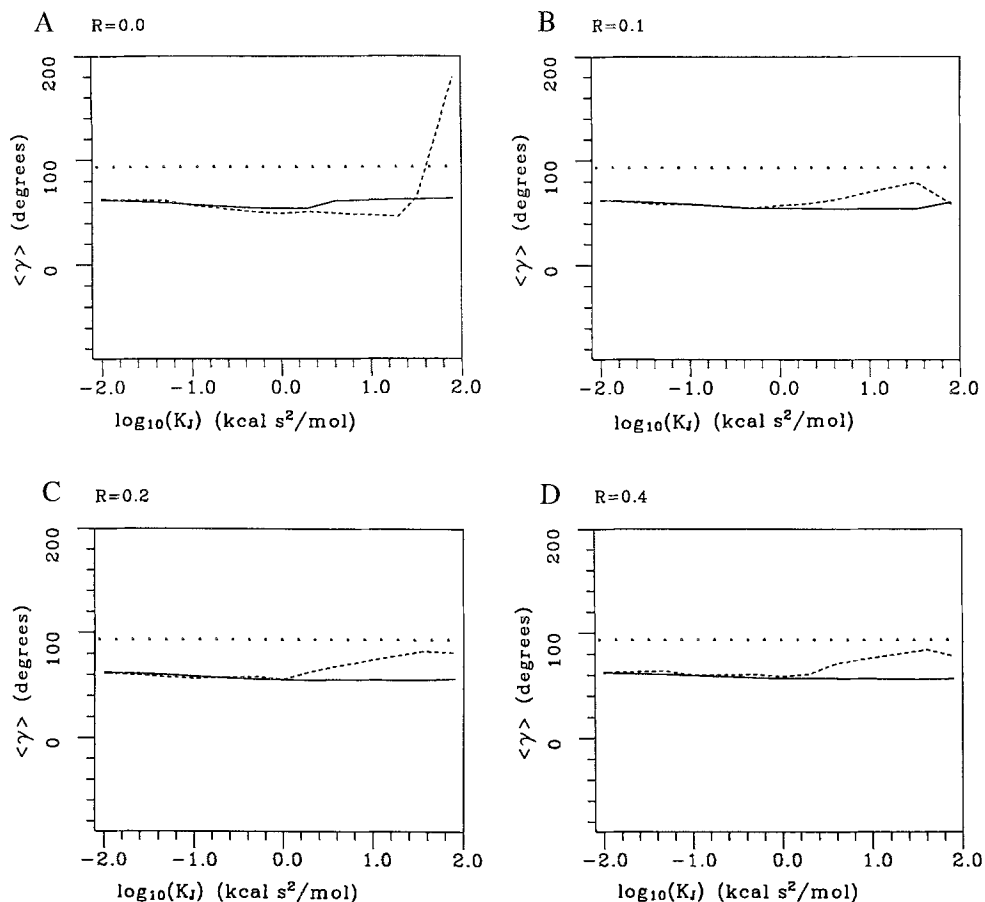 A R=0.0
200
100
0
<γ> (degrees)
-2.0 -1.0 0.0 1.0 2.0
log₁₀(K_J) (kcal s²/mol)
B R=0.1
200
100
0
<γ> (degrees)
-2.0 -1.0 0.0 1.0 2.0
log₁₀(K_J) (kcal s²/mol)
C R=0.2
200
100
0
<γ> (degrees)
-2.0 -1.0 0.0 1.0 2.0
log₁₀(K_J) (kcal s²/mol)
D R=0.4
200
100
0
<γ> (degrees)
-2.0 -1.0 0.0 1.0 2.0
log₁₀(K_J) (kcal s²/mol)